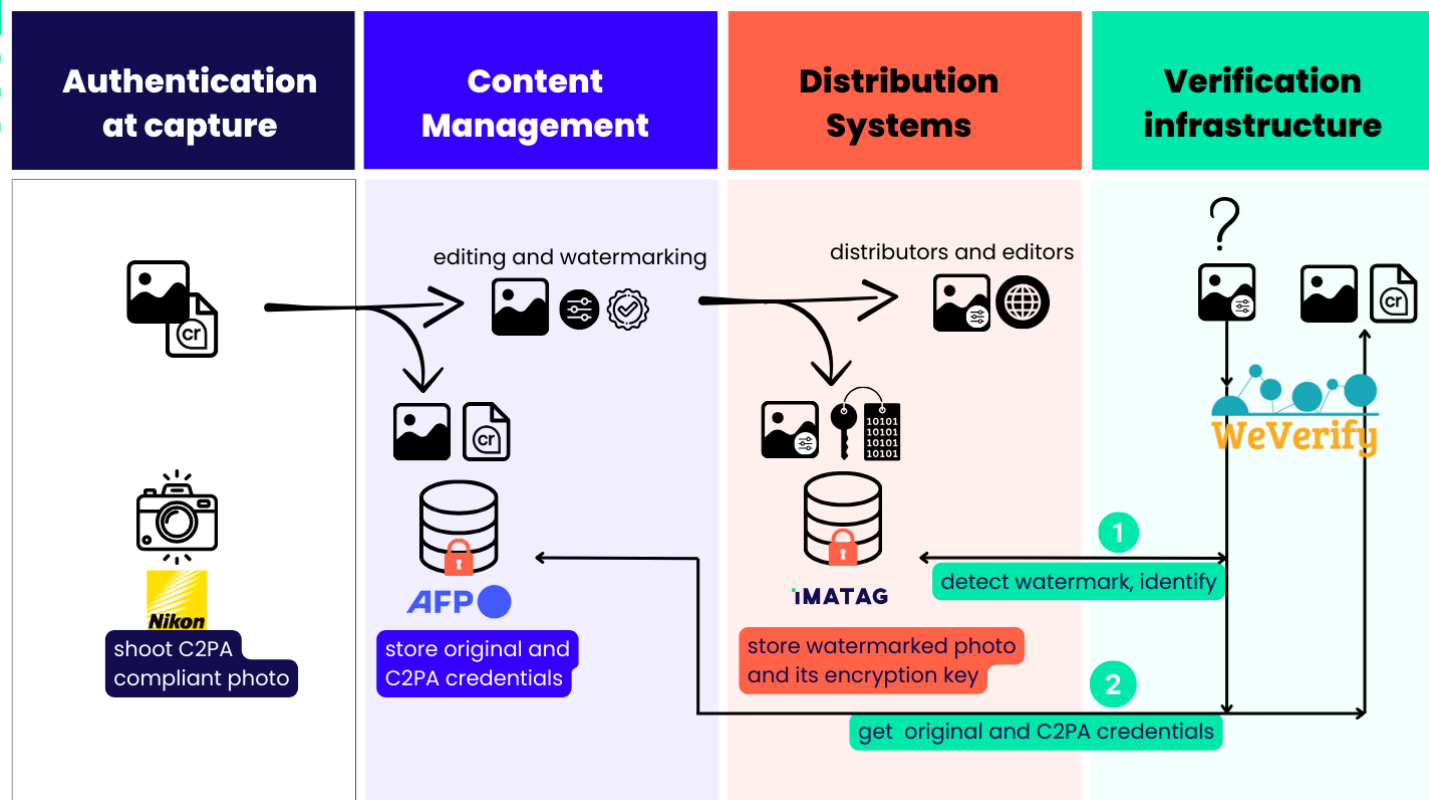 Authentication
at capture
Content
Management
Distribution
Systems
Verification
infrastructure
?
editing and watermarking
distributors and editors
cr
cr
cr
10101
10101
10101
10101
WeVerify
1
detect watermark, identify
Nikon
AFP
iMATAG
shoot C2PA
compliant photo
store original and
C2PA credentials
store watermarked photo
and its encryption key
2
get original and C2PA credentials